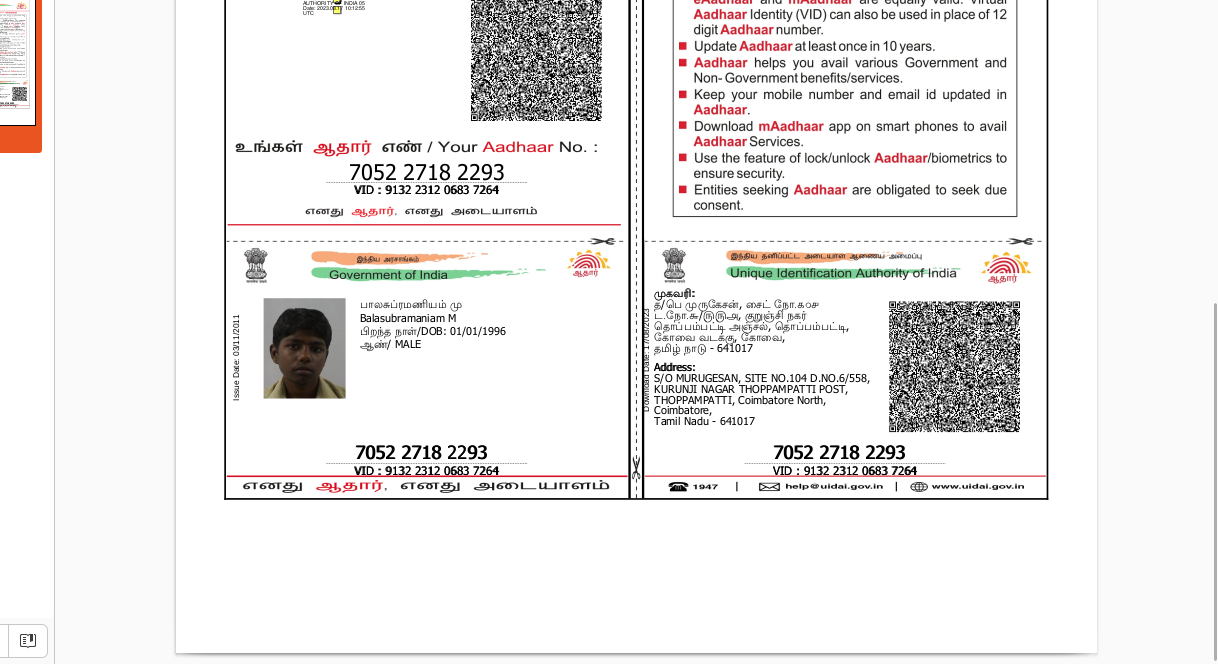 AUTHORITY INDIA 05
10:12:55
UTC
உங்கள் ஆதார் எண் / Your Aadhaar No. :
7052 2718 2293
VID : 9132 2312 0683 7264
எனது ஆதார், எனது அடையாளம்
eAadhaar and mAadhaar are equally valid. Virtual
Aadhaar Identity (VID) can also be used in place of 12
digit Aadhaar number.
Update Aadhaar at least once in 10 years.
Aadhaar helps you avail various Government and
Non- Government benefits/services.
Keep your mobile number and email id updated in
Aadhaar.
Download mAadhaar app on smart phones to avail
Aadhaar Services.
Use the feature of lock/unlock Aadhaar/biometrics to
ensure security.
Entities seeking Aadhaar are obligated to seek due
consent.
இந்திய அரசாங்கம்
Government of India
ஆதார்
Issue Date: 03/11/2011
பாலசுப்ரமணியம் மு
Balasubramaniam M
பிறந்த நாள்/DOB: 01/01/1996
ஆண்/ MALE
7052 2718 2293
VID : 9132 2312 0683 7264
எனது ஆதார், எனது அடையாளம்
இந்திய தனிப்பட்ட அடையாள ஆணைய அமைப்பு
Unique Identification Authority of India
ஆதார்
Download Date: 17/08/2023
முகவரி:
த/பெ முருகேசன், சைட் நோ.௧௦௪
ட.நோ.௬/௫௫௮, குறுஞ்சி நகர்
தொப்பம்பட்டி அஞ்சல், தொப்பம்பட்டி,
கோவை வடக்கு, கோவை,
தமிழ் நாடு - 641017
Address:
S/O MURUGESAN, SITE NO.104 D.NO.6/558,
KURUNJI NAGAR THOPPAMPATTI POST,
THOPPAMPATTI, Coimbatore North,
Coimbatore,
Tamil Nadu - 641017
7052 2718 2293
VID : 9132 2312 0683 7264
1947 | help@uidai.gov.in | www.uidai.gov.in